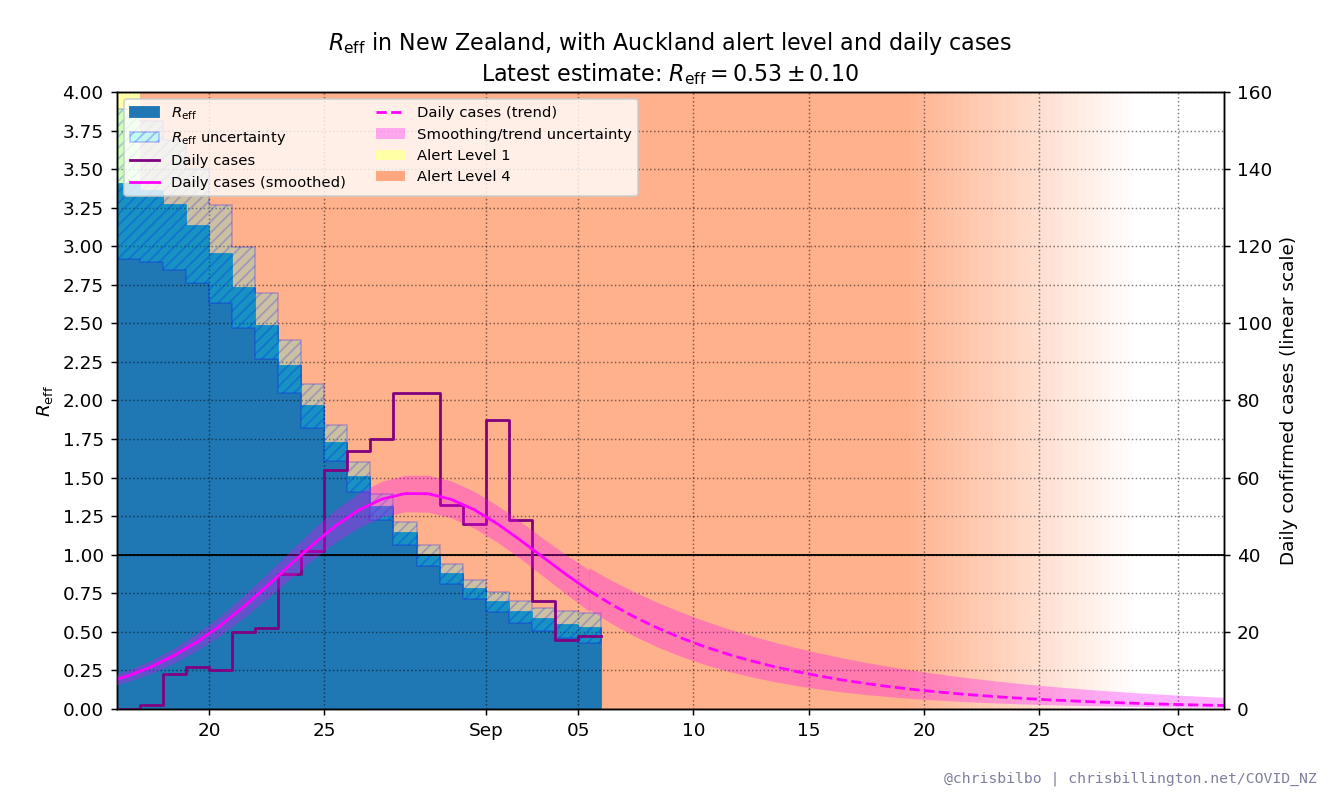 R_eff in New Zealand, with Auckland alert level and daily cases
Latest estimate: R_eff = 0.53 ± 0.10
R_eff
R_eff uncertainty
Daily cases
Daily cases (smoothed)
Daily cases (trend)
Smoothing/trend uncertainty
Alert Level 1
Alert Level 4
4.00
3.75
3.50
3.25
3.00
2.75
2.50
2.25
2.00
1.75
1.50
1.25
1.00
0.75
0.50
0.25
0.00
R_eff
160
140
120
100
80
60
40
20
0
Daily confirmed cases (linear scale)
20 25 Sep 05 10 15 20 25 Oct
@chrisbilbo | chrisbillington.net/COVID_NZ